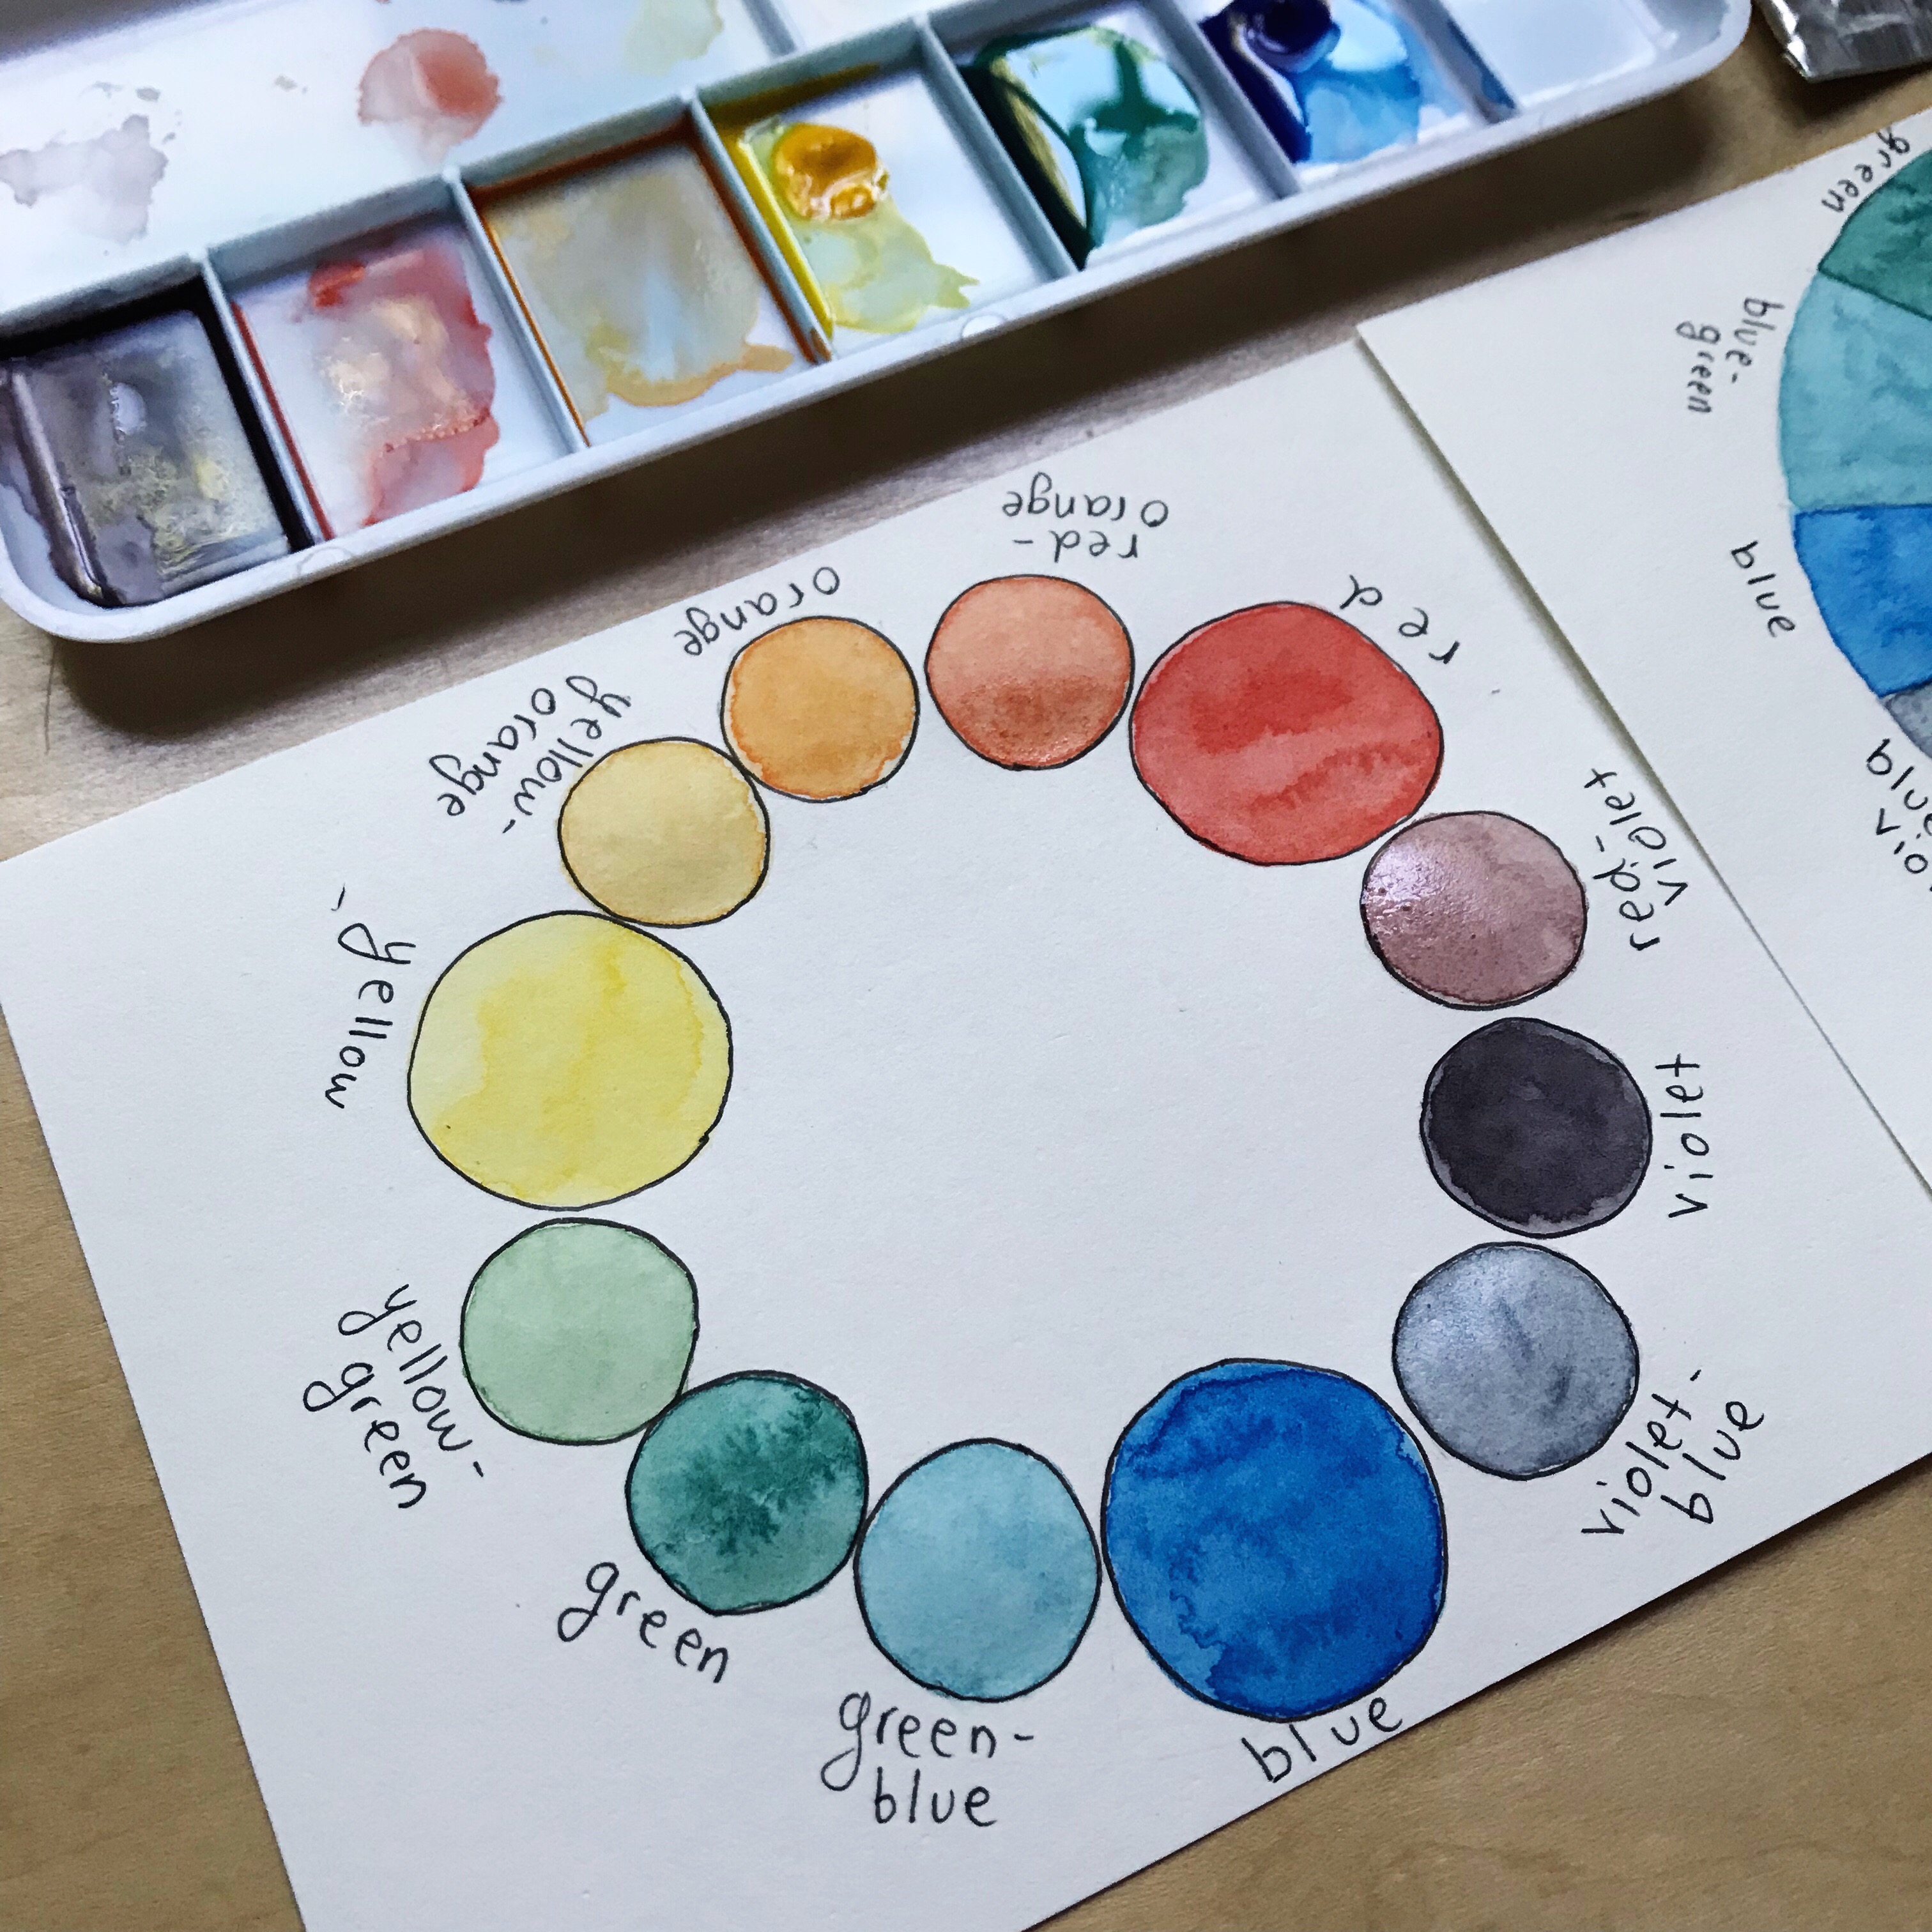 red-
orange
red
red-
violet
violet
violet-
blue
blue
green-
blue
green
yellow-
green
yellow
yellow-
orange
orange
green
blue-
green
blue